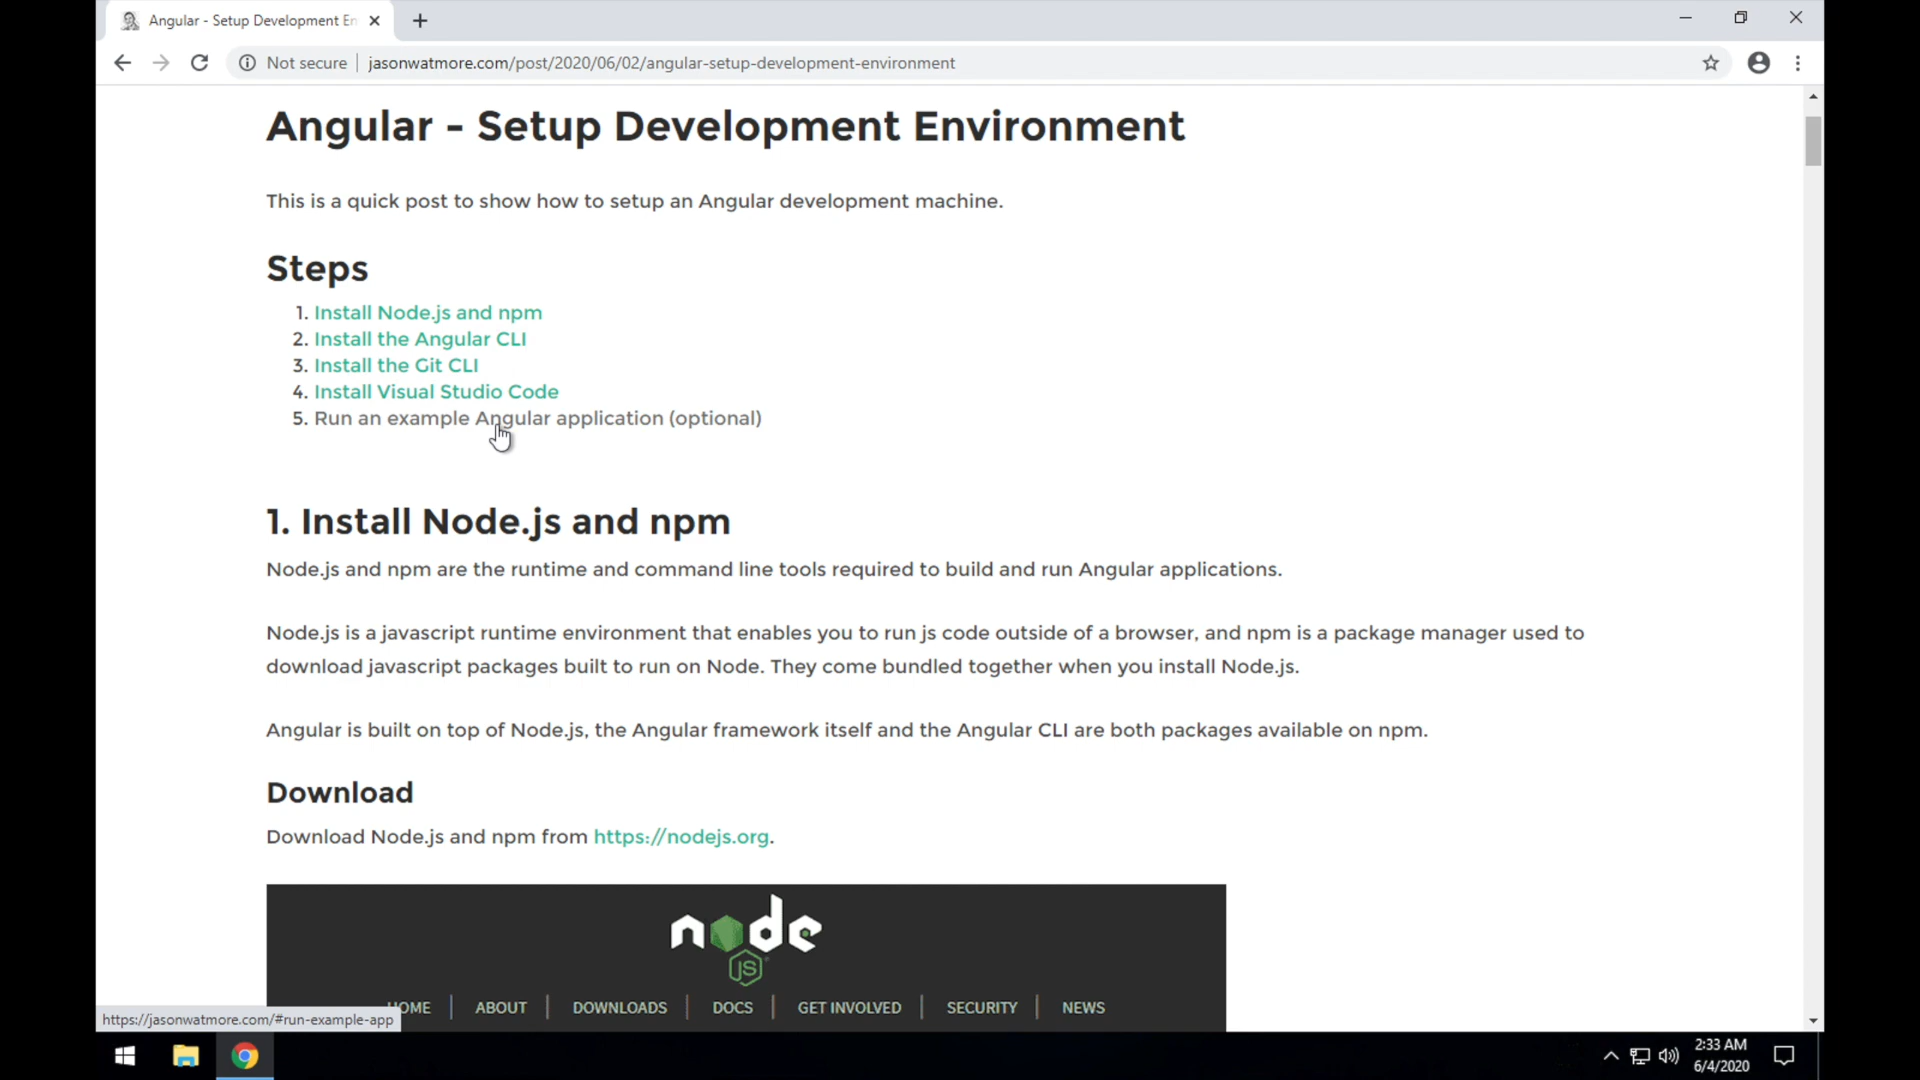 Angular - Setup Development En
Not secure
jasonwatmore.com/post/2020/06/02/angular-setup-development-environment
Angular - Setup Development Environment
This is a quick post to show how to setup an Angular development machine.
Steps
1. Install Node.js and npm
2. Install the Angular CLI
3. Install the Git CLI
4. Install Visual Studio Code
5. Run an example Angular application (optional)
1. Install Node.js and npm
Node.js and npm are the runtime and command line tools required to build and run Angular applications.
Node.js is a javascript runtime environment that enables you to run js code outside of a browser, and npm is a package manager used to
download javascript packages built to run on Node. They come bundled together when you install Node.js.
Angular is built on top of Node.js, the Angular framework itself and the Angular CLI are both packages available on npm.
Download
Download Node.js and npm from https://nodejs.org.
node
JS
HOME | ABOUT | DOWNLOADS | DOCS | GET INVOLVED | SECURITY | NEWS
https://jasonwatmore.com/#run-example-app
2:33 AM
6/4/2020